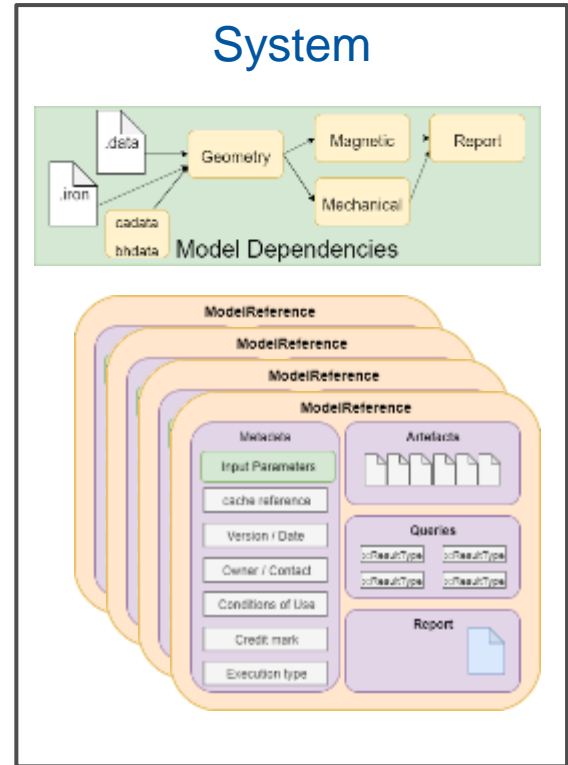 System
.data
Geometry
Magnetic
Report
.iron
cadata
bhdata
Mechanical
Model Dependencies
ModelReference
ModelReference
ModelReference
ModelReference
Metadata
Input Parameters
cache reference
Version / Date
Owner / Contact
Conditions of Use
Credit mark
Execution type
Artefacts
Queries
Report